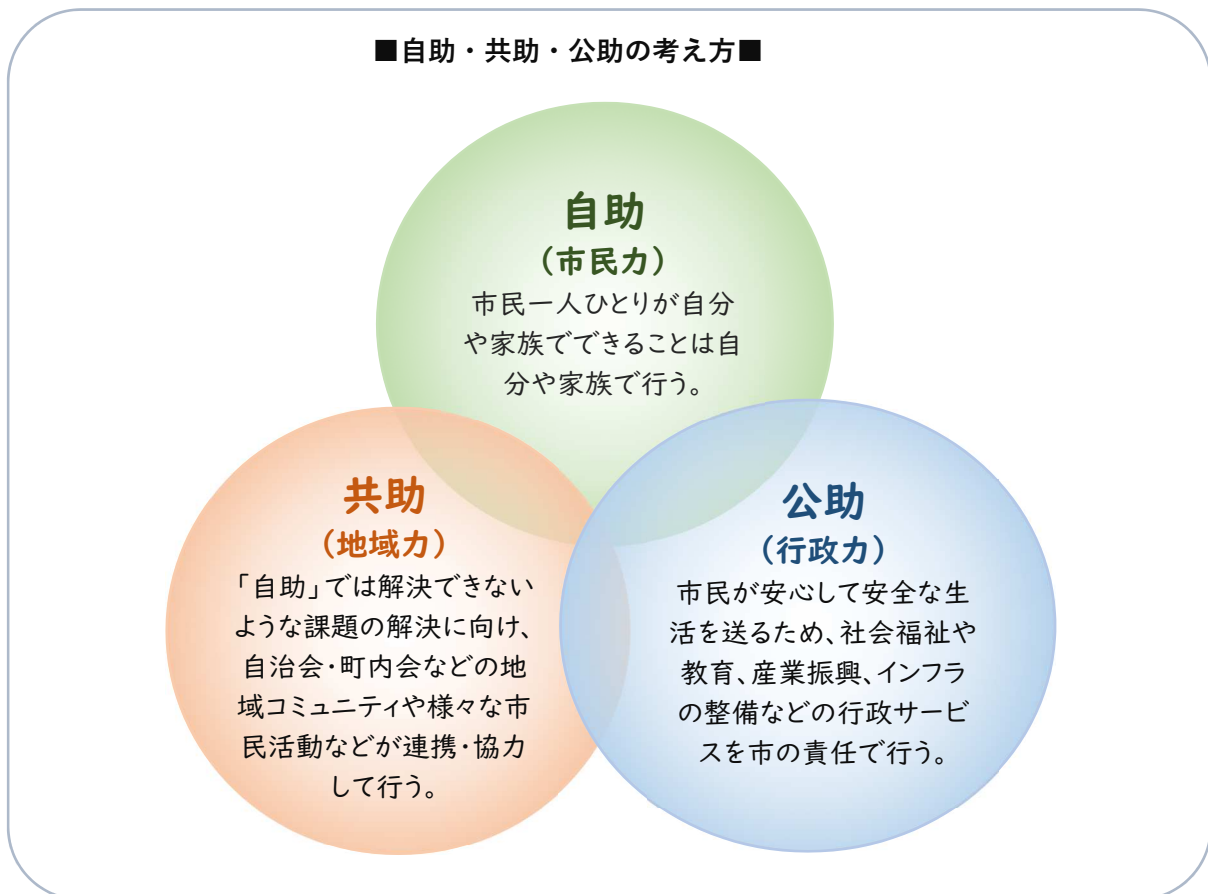 ■自助・共助・公助の考え方■
自助
（市民力）
市民一人ひとりが自分
や家族でできることは自
分や家族で行う。
共助
（地域力）
「自助」では解決できない
ような課題の解決に向け、
自治会・町内会などの地
域コミュニティや様々な市
民活動などが連携・協力
して行う。
公助
（行政力）
市民が安心して安全な生
活を送るため、社会福祉や
教育、産業振興、インフラ
の整備などの行政サービ
スを市の責任で行う。